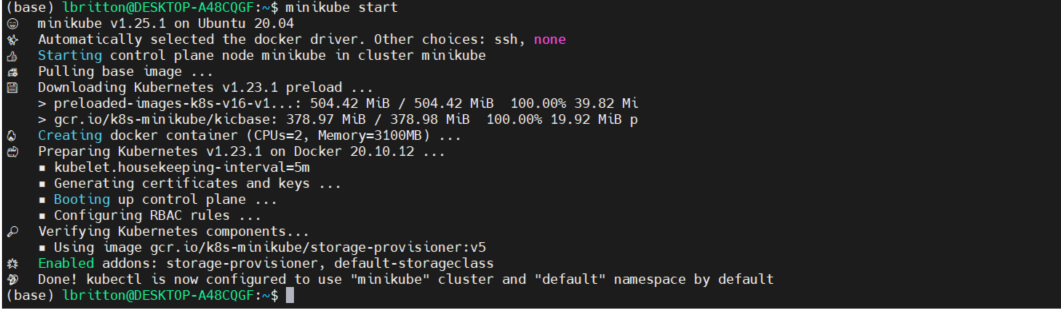 (base) lbritton@DESKTOP-A48CQGF:~$ minikube start
minikube v1.25.1 on Ubuntu 20.04
Automatically selected the docker driver. Other choices: ssh, none
Starting control plane node minikube in cluster minikube
Pulling base image ...
Downloading Kubernetes v1.23.1 preload ...
> preloaded-images-k8s-v16-v1...: 504.42 MiB / 504.42 MiB  100.00% 39.82 Mi
> gcr.io/k8s-minikube/kicbase: 378.97 MiB / 378.98 MiB  100.00% 19.92 MiB p
Creating docker container (CPUs=2, Memory=3100MB) ...
Preparing Kubernetes v1.23.1 on Docker 20.10.12 ...
▪ kubelet.housekeeping-interval=5m
▪ Generating certificates and keys ...
▪ Booting up control plane ...
▪ Configuring RBAC rules ...
Verifying Kubernetes components...
▪ Using image gcr.io/k8s-minikube/storage-provisioner:v5
Enabled addons: storage-provisioner, default-storageclass
Done! kubectl is now configured to use "minikube" cluster and "default" namespace by default
(base) lbritton@DESKTOP-A48CQGF:~$